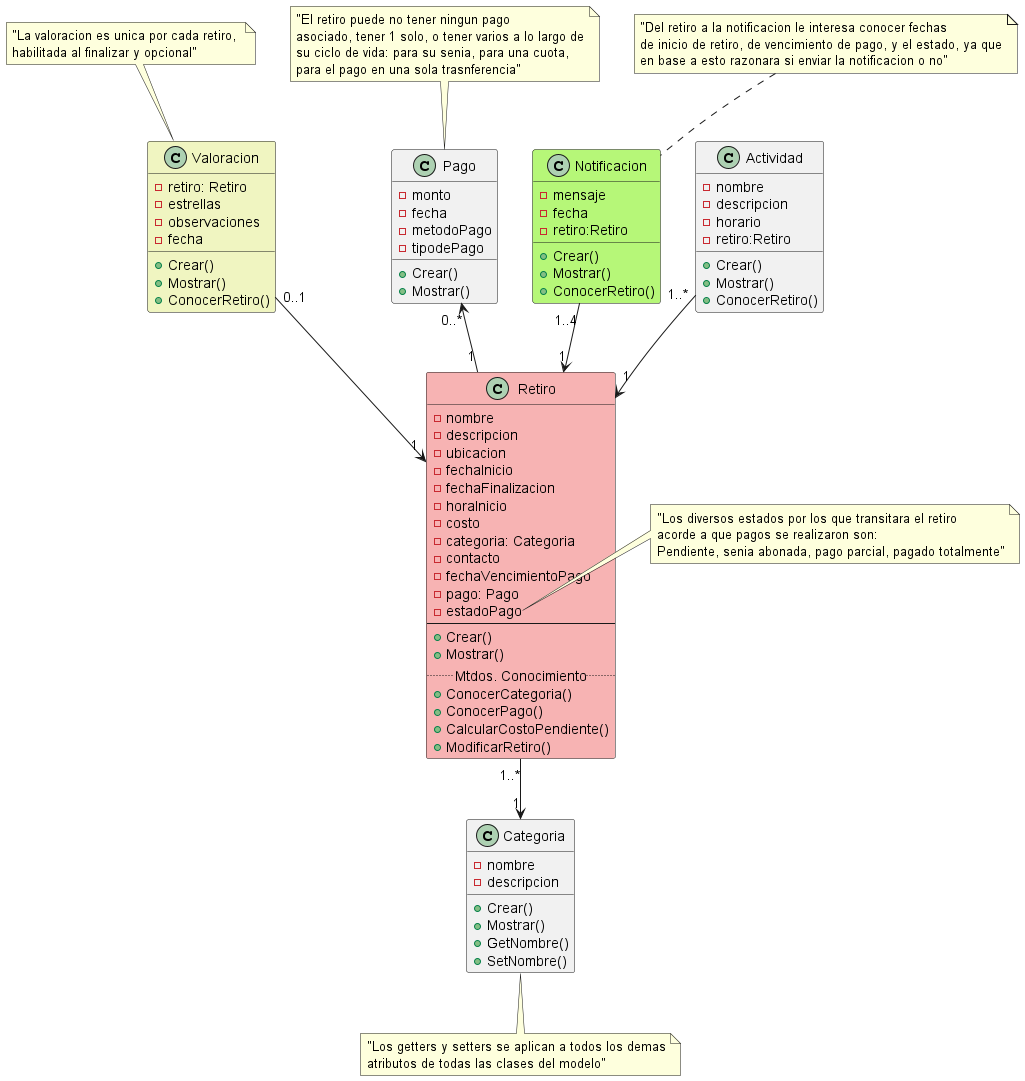 "La valoracion es unica por cada retiro,
habilitada al finalizar y opcional"
"El retiro puede no tener ningun pago
asociado, tener 1 solo, o tener varios a lo largo de
su ciclo de vida: para su senia, para una cuota,
para el pago en una sola trasnferencia"
"Del retiro a la notificacion le interesa conocer fechas
de inicio de retiro, de vencimiento de pago, y el estado, ya que
en base a esto razonara si enviar la notificacion o no"
C Valoracion
retiro: Retiro
estrellas
observaciones
fecha
Crear()
Mostrar()
ConocerRetiro()
C Pago
monto
fecha
metodoPago
tipodePago
Crear()
Mostrar()
C Notificacion
mensaje
fecha
retiro:Retiro
Crear()
Mostrar()
ConocerRetiro()
C Actividad
nombre
descripcion
horario
retiro:Retiro
Crear()
Mostrar()
ConocerRetiro()
0..1
1
0..*
1
1..4
1
1..*
1
C Retiro
nombre
descripcion
ubicacion
fechaInicio
fechaFinalizacion
horaInicio
costo
categoria: Categoria
contacto
fechaVencimientoPago
pago: Pago
estadoPago
Crear()
Mostrar()
Mtdos. Conocimiento
ConocerCategoria()
ConocerPago()
CalcularCostoPendiente()
ModificarRetiro()
"Los diversos estados por los que transitara el retiro
acorde a que pagos se realizaron son:
Pendiente, senia abonada, pago parcial, pagado totalmente"
1..*
1
C Categoria
nombre
descripcion
Crear()
Mostrar()
GetNombre()
SetNombre()
"Los getters y setters se aplican a todos los demas
atributos de todas las clases del modelo"